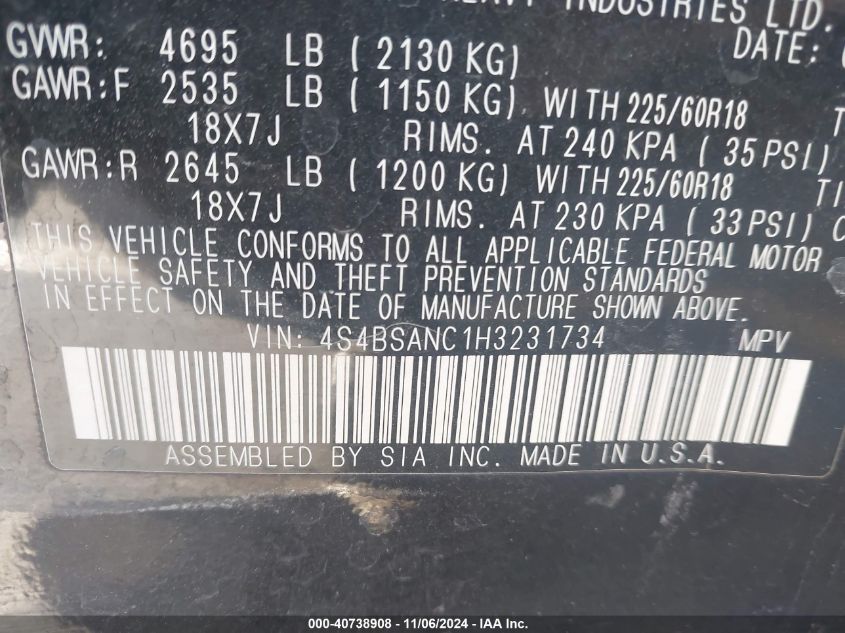 INDUSTRIES LTD.
DATE:
GVWR: 4695 LB ( 2130 KG)
GAWR:F 2535 LB ( 1150 KG) WITH 225/60R18
18X7J RIMS. AT 240 KPA ( 35 PSI)
GAWR:R 2645 LB ( 1200 KG) WITH 225/60R18
18X7J RIMS. AT 230 KPA ( 33 PSI)
THIS VEHICLE CONFORMS TO ALL APPLICABLE FEDERAL MOTOR
VEHICLE SAFETY AND THEFT PREVENTION STANDARDS
IN EFFECT ON THE DATE OF MANUFACTURE SHOWN ABOVE.
VIN: 4S4BSANC1H3231734 MPV
ASSEMBLED BY SIA INC. MADE IN U.S.A.
000-40738908 - 11/06/2024 - IAA Inc.